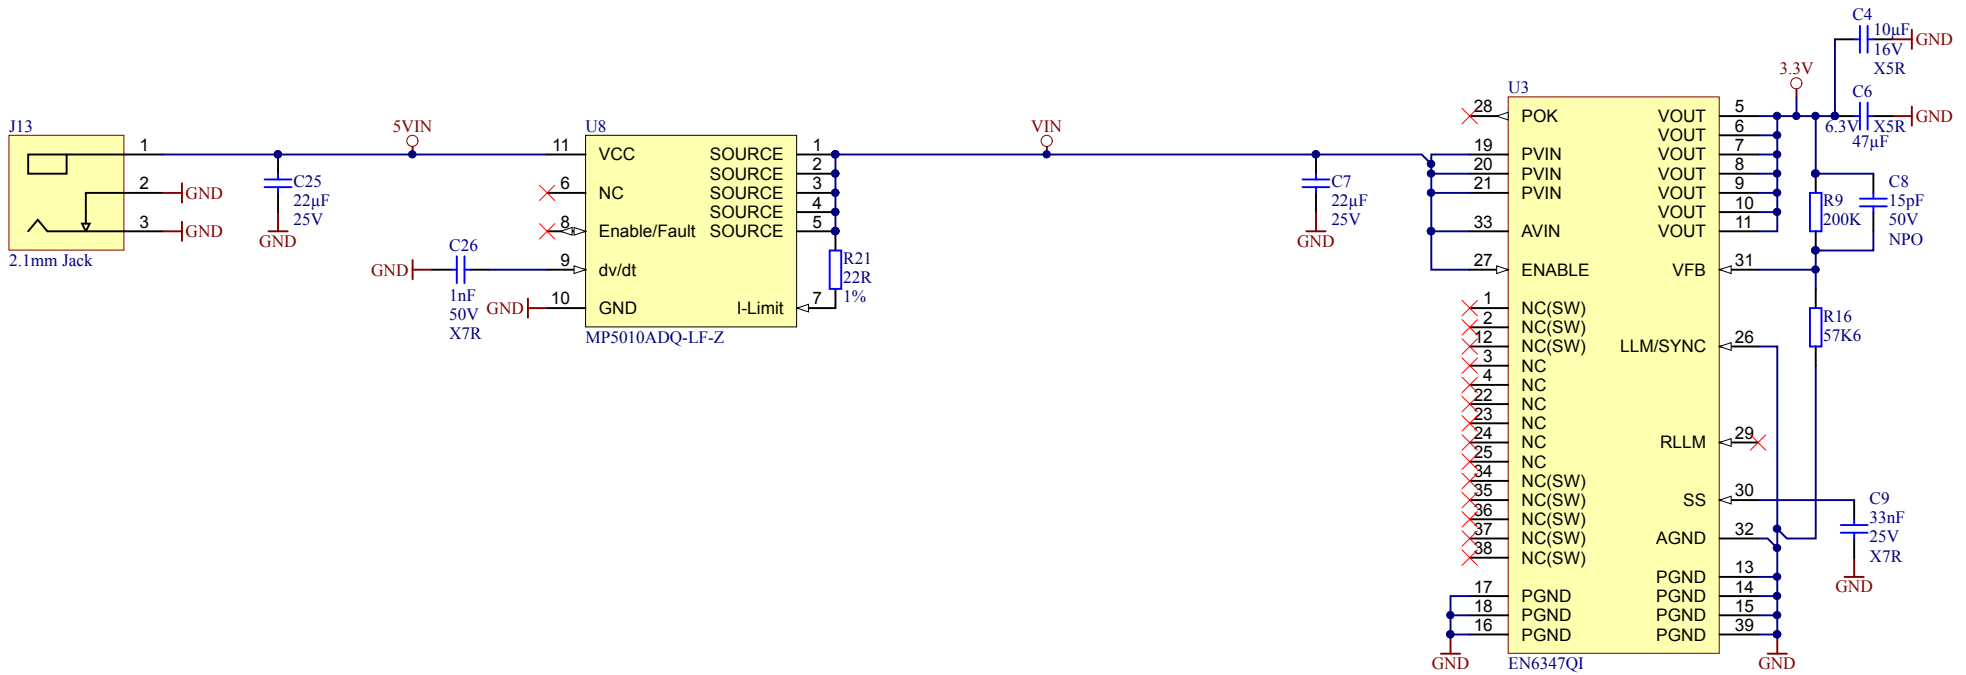 J13
1
2
3
GND
GND
2.1mm Jack
C25
22µF
25V
GND
5VIN
U8
11
VCC
6
NC
8
Enable/Fault
9
dv/dt
10
GND
SOURCE
1
SOURCE
2
SOURCE
3
SOURCE
4
SOURCE
5
I-Limit
7
MP5010ADQ-LF-Z
GND
C26
1nF
50V
X7R
GND
R21
22R
1%
VIN
C7
22µF
25V
GND
U3
28
POK
19
PVIN
20
PVIN
21
PVIN
33
AVIN
27
ENABLE
1
NC(SW)
2
NC(SW)
12
NC(SW)
3
NC
4
NC
22
NC
23
NC
24
NC
25
NC
34
NC(SW)
35
NC(SW)
36
NC(SW)
37
NC(SW)
38
NC(SW)
17
PGND
18
PGND
16
PGND
GND
EN6347QI
VOUT
5
VOUT
6
VOUT
7
VOUT
8
VOUT
9
VOUT
10
VOUT
11
VFB
31
LLM/SYNC
26
RLLM
29
SS
30
AGND
32
PGND
13
PGND
14
PGND
15
PGND
39
GND
3.3V
C4
10µF
16V
X5R
GND
C6
6.3V X5R
47µF
GND
R9
200K
C8
15pF
50V
NPO
R16
57K6
C9
33nF
25V
X7R
GND